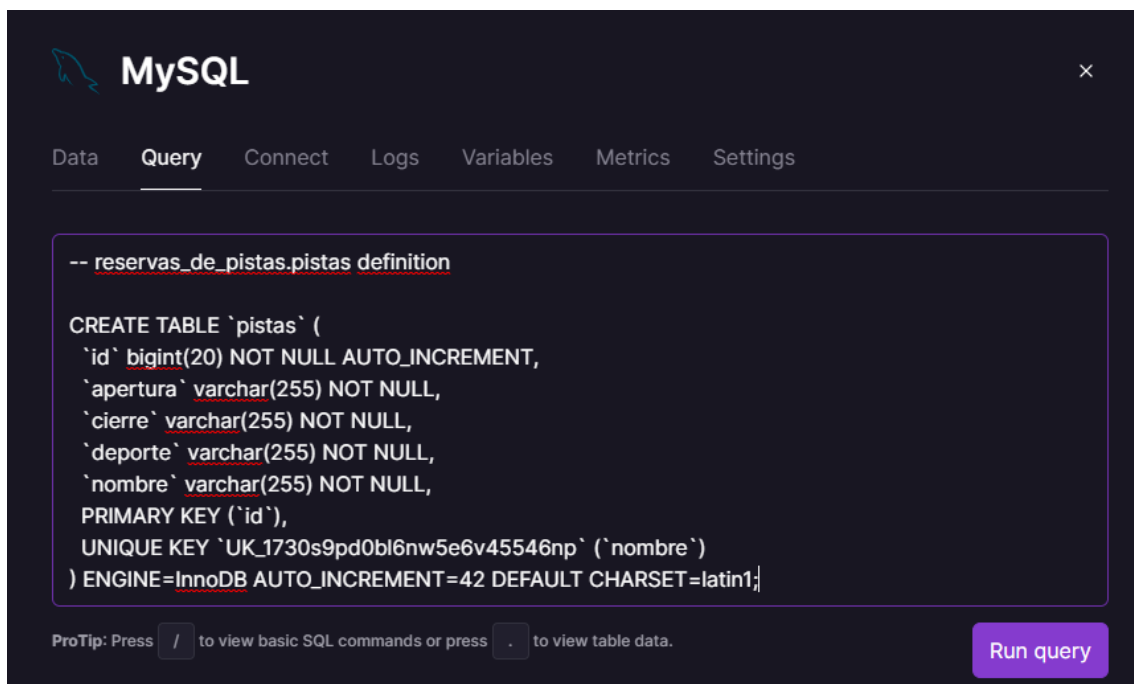 MySQL
×
Data Query Connect Logs Variables Metrics Settings
-- reservas_de_pistas.pistas definition
CREATE TABLE `pistas` (
`id` bigint(20) NOT NULL AUTO_INCREMENT,
`apertura` varchar(255) NOT NULL,
`cierre` varchar(255) NOT NULL,
`deporte` varchar(255) NOT NULL,
`nombre` varchar(255) NOT NULL,
PRIMARY KEY (`id`),
UNIQUE KEY `UK_1730s9pd0bl6nw5e6v45546np` (`nombre`)
) ENGINE=InnoDB AUTO_INCREMENT=42 DEFAULT CHARSET=latin1;
ProTip: Press / to view basic SQL commands or press . to view table data.
Run query